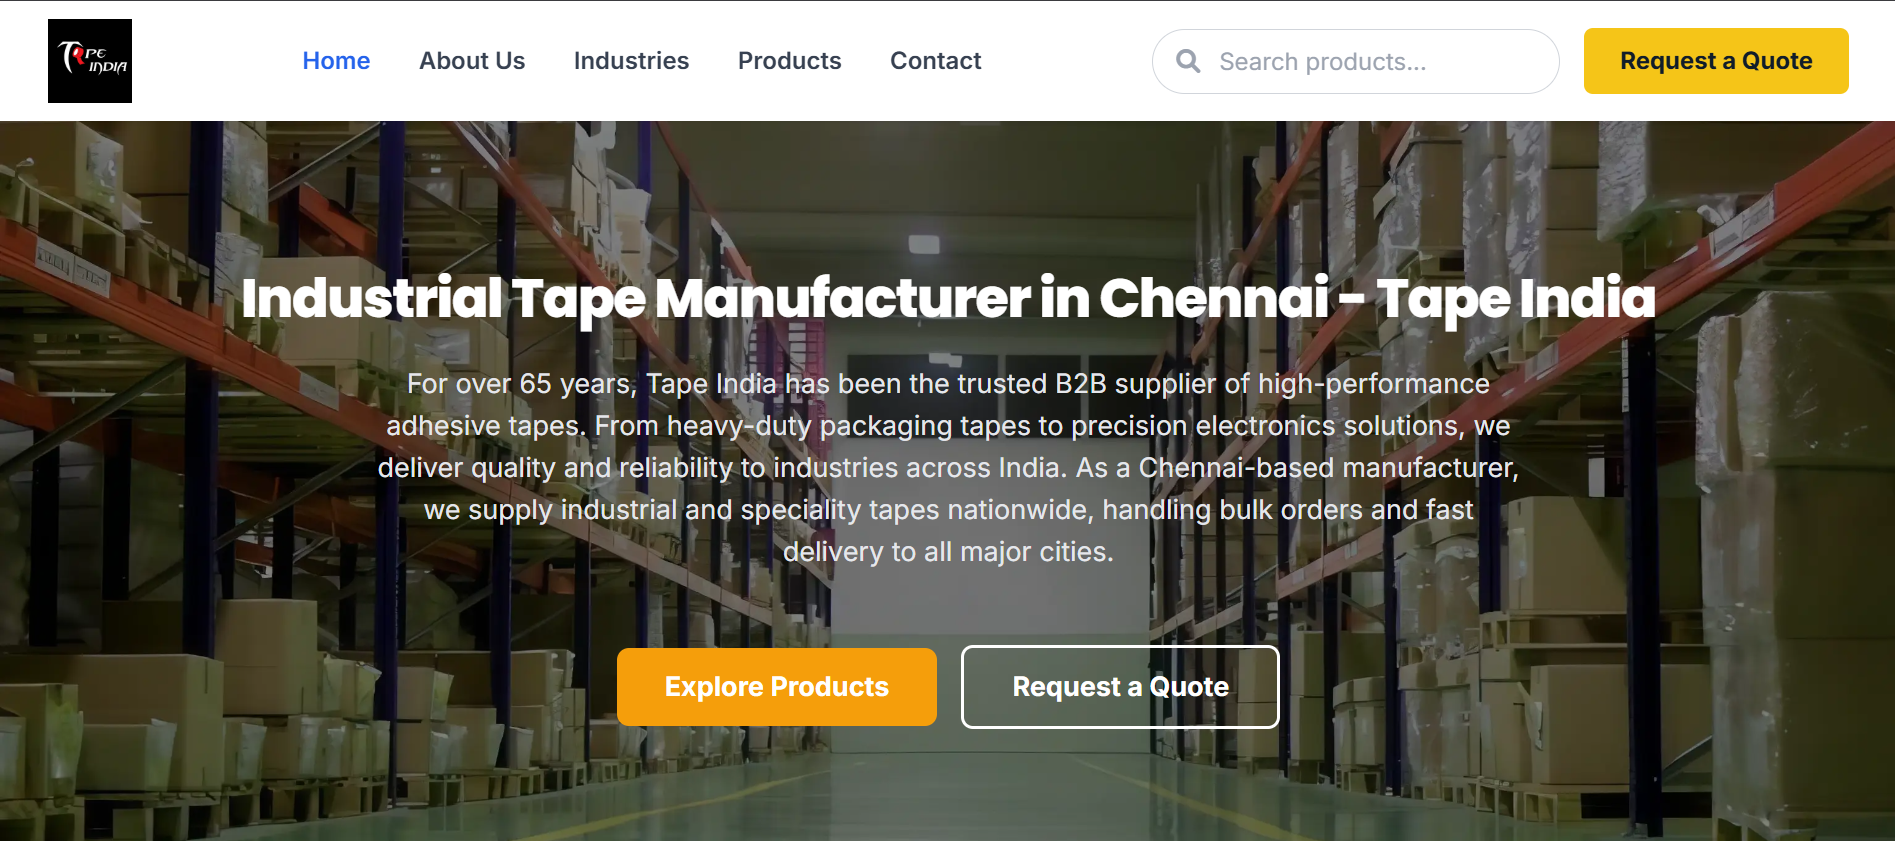 TAPE
INDIA
Home
About Us
Industries
Products
Contact
Search products...
Request a Quote
Industrial Tape Manufacturer in Chennai - Tape India
For over 65 years, Tape India has been the trusted B2B supplier of high-performance
adhesive tapes. From heavy-duty packaging tapes to precision electronics solutions, we
deliver quality and reliability to industries across India. As a Chennai-based manufacturer,
we supply industrial and speciality tapes nationwide, handling bulk orders and fast
delivery to all major cities.
Explore Products
Request a Quote